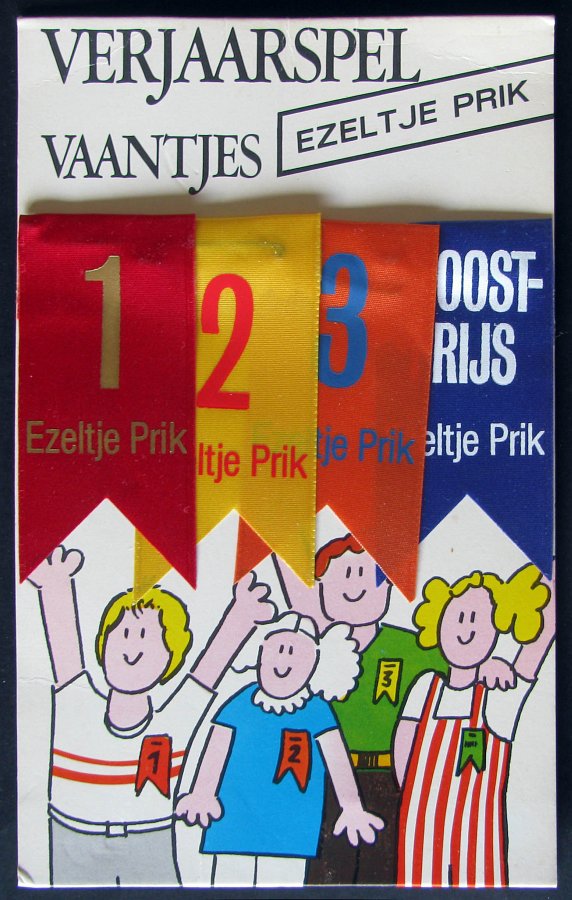 VERJAARSPEL
VAANTJES
EZELTJE PRIK
1
Ezeltje Prik
2
ltje Prik
3
tje Prik
OOST-
RIJS
eltje Prik
1
2
3